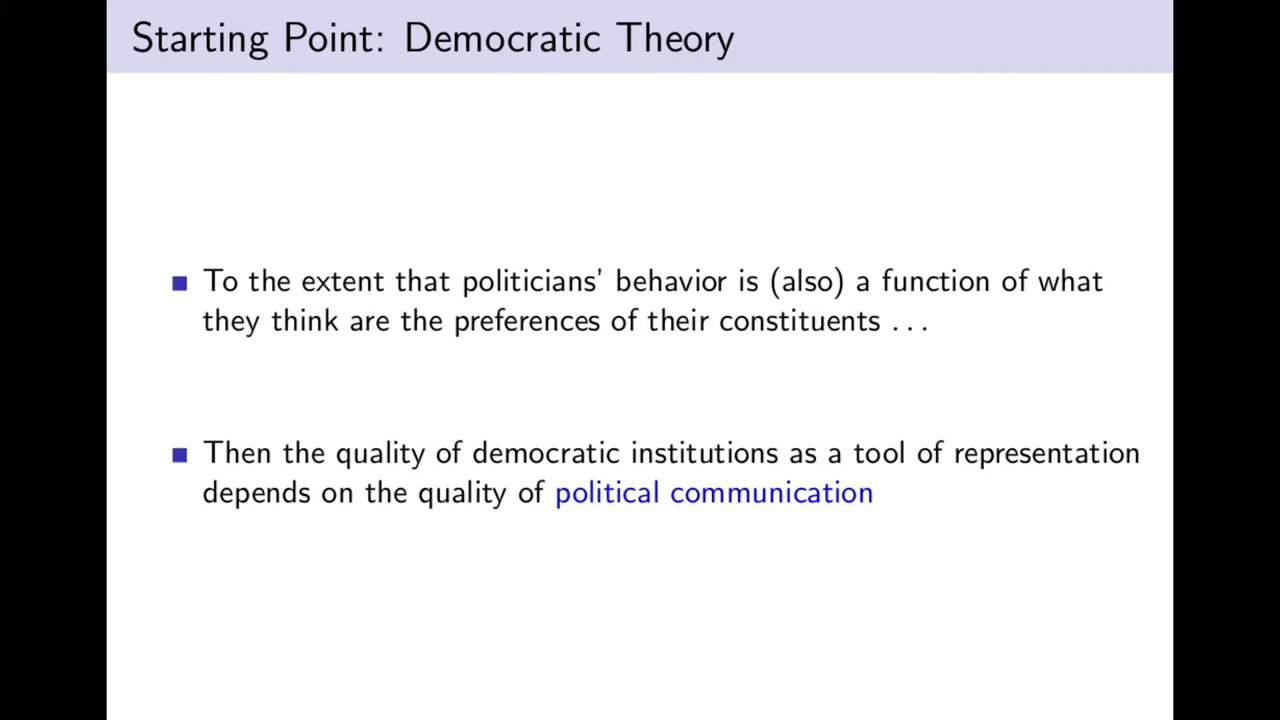 Starting Point: Democratic Theory
To the extent that politicians’ behavior is (also) a function of what
they think are the preferences of their constituents . . .
Then the quality of democratic institutions as a tool of representation
depends on the quality of political communication